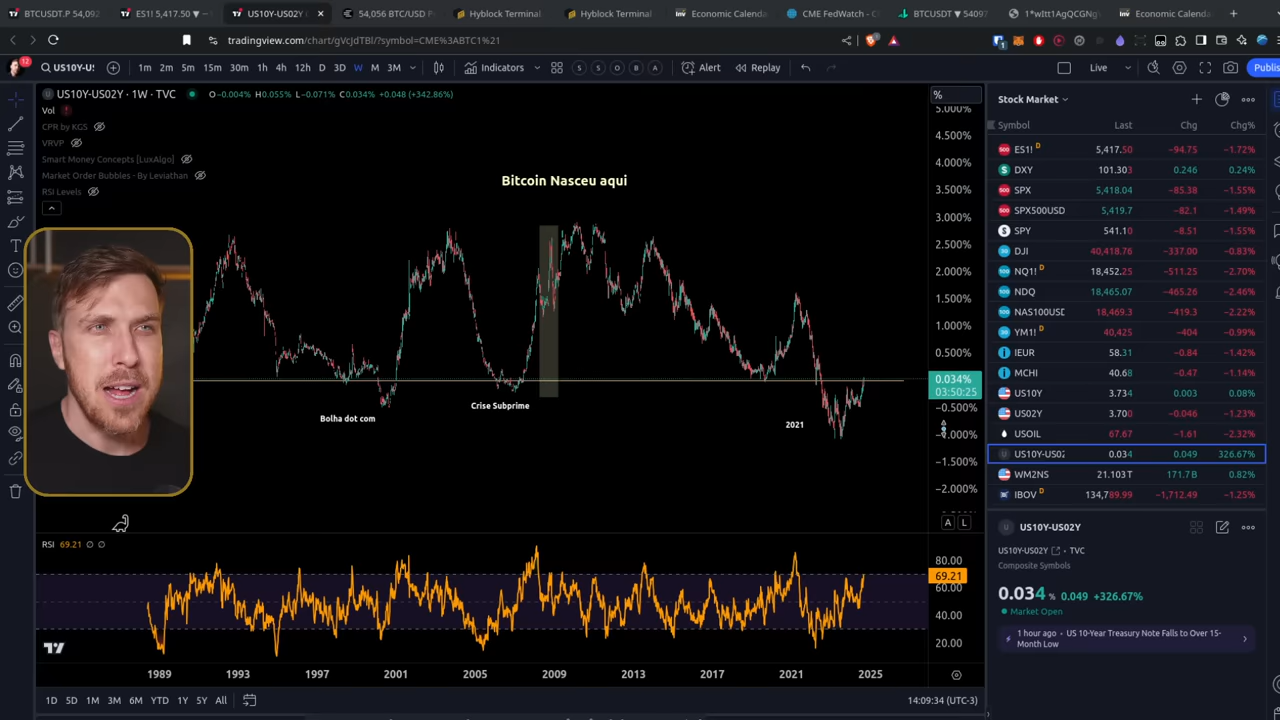 BTCUSDT.P 54,092
ES1! 5,417.50 ▼ −
US10Y-US02Y
54,056 BTC/USD P
Hyblock Terminal
Hyblock Terminal
Economic Calenda
CME FedWatch - C
BTCUSDT ▼ 54097
1*wItt1AgQCGNg
Economic Calenda
tradingview.com/chart/gVcJdTBl/?symbol=CME%3ABTC1%21
12
US10Y-U!
1m 2m 5m 15m 30m 1h 4h 12h D 3D W M 3M
Indicators
S S O B A
Alert
Replay
Live
Publis
US10Y-US02Y · 1W · TVC
O−0.004% H0.055% L−0.071% C0.034% +0.048 (+342.86%)
Vol
CPR by KGS
VRVP
Smart Money Concepts [LuxAlgo]
Market Order Bubbles - By Leviathan
RSI Levels
Bitcoin Nasceu aqui
Bolha dot com
Crise Subprime
2021
%
5.000%
4.500%
4.000%
3.500%
3.000%
2.500%
2.000%
1.500%
1.000%
0.500%
0.034%
03:50:25
−0.500%
−1.000%
−1.500%
−2.000%
A L
RSI 69.21
80.00
69.21
60.00
40.00
20.00
1989 1993 1997 2001 2005 2009 2013 2017 2021 2025
1D 5D 1M 3M 6M YTD 1Y 5Y All
14:09:34 (UTC-3)
Stock Market
Symbol Last Chg Chg%
ES1! D 5,417.50 −94.75 −1.72%
DXY 101.303 0.246 0.24%
SPX 5,418.04 −85.38 −1.55%
SPX500USD 5,419.7 −82.1 −1.49%
SPY 541.10 −8.51 −1.55%
DJI 40,418.76 −337.00 −0.83%
NQ1! D 18,452.25 −511.25 −2.70%
NDQ 18,465.07 −465.26 −2.46%
NAS100USD 18,469.3 −419.3 −2.22%
YM1! D 40,425 −404 −0.99%
IEUR 58.31 −0.84 −1.42%
MCHI 40.68 −0.47 −1.14%
US10Y 3.734 0.003 0.08%
US02Y 3.700 −0.046 −1.23%
USOIL 67.67 −1.61 −2.32%
US10Y-US02 0.034 0.049 326.67%
WM2NS 21.103 T 171.7 B 0.82%
IBOV D 134,789.99 −1,712.49 −1.25%
US10Y-US02Y
US10Y-US02Y · TVC
Composite Symbols
0.034 % 0.049 +326.67%
Market Open
1 hour ago · US 10-Year Treasury Note Falls to Over 15-
Month Low